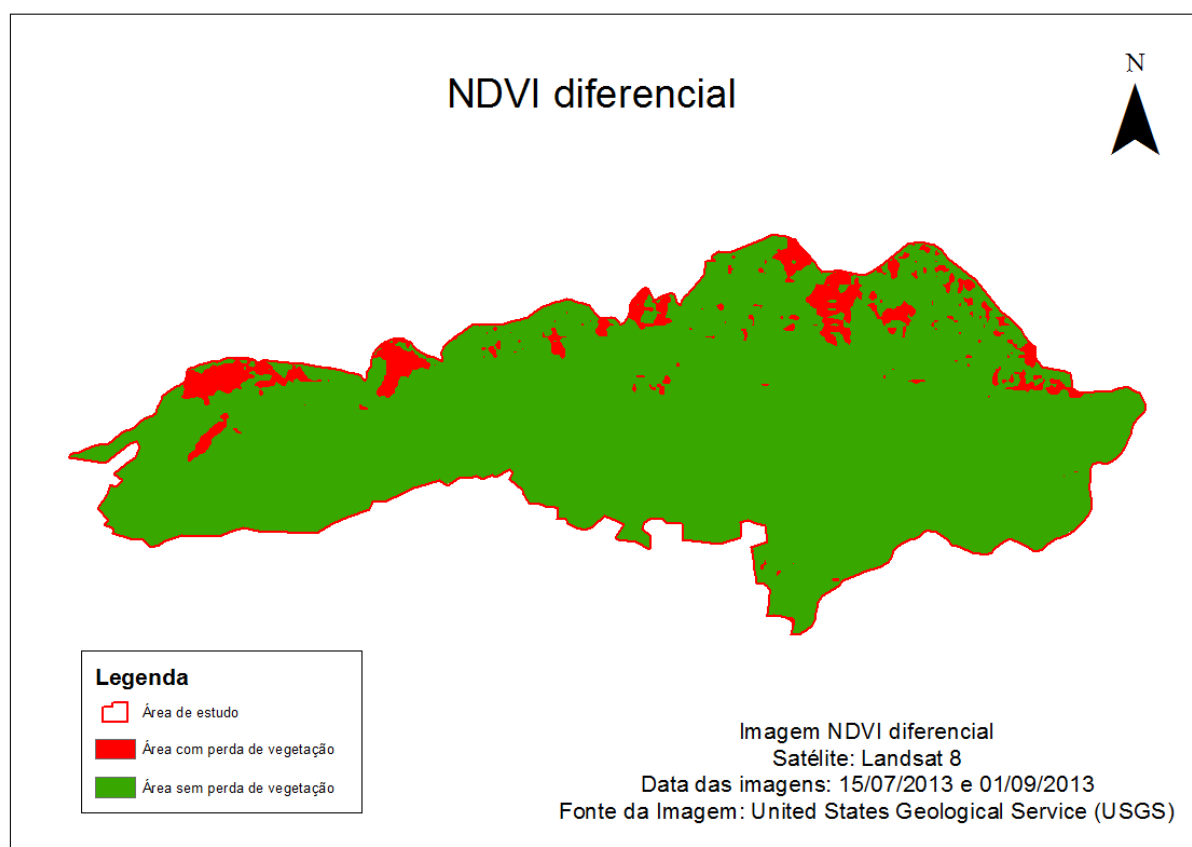 NDVI diferencial
N
Legenda
Área de estudo
Área com perda de vegetação
Área sem perda de vegetação
Imagem NDVI diferencial
Satélite: Landsat 8
Data das imagens: 15/07/2013 e 01/09/2013
Fonte da Imagem: United States Geological Service (USGS)